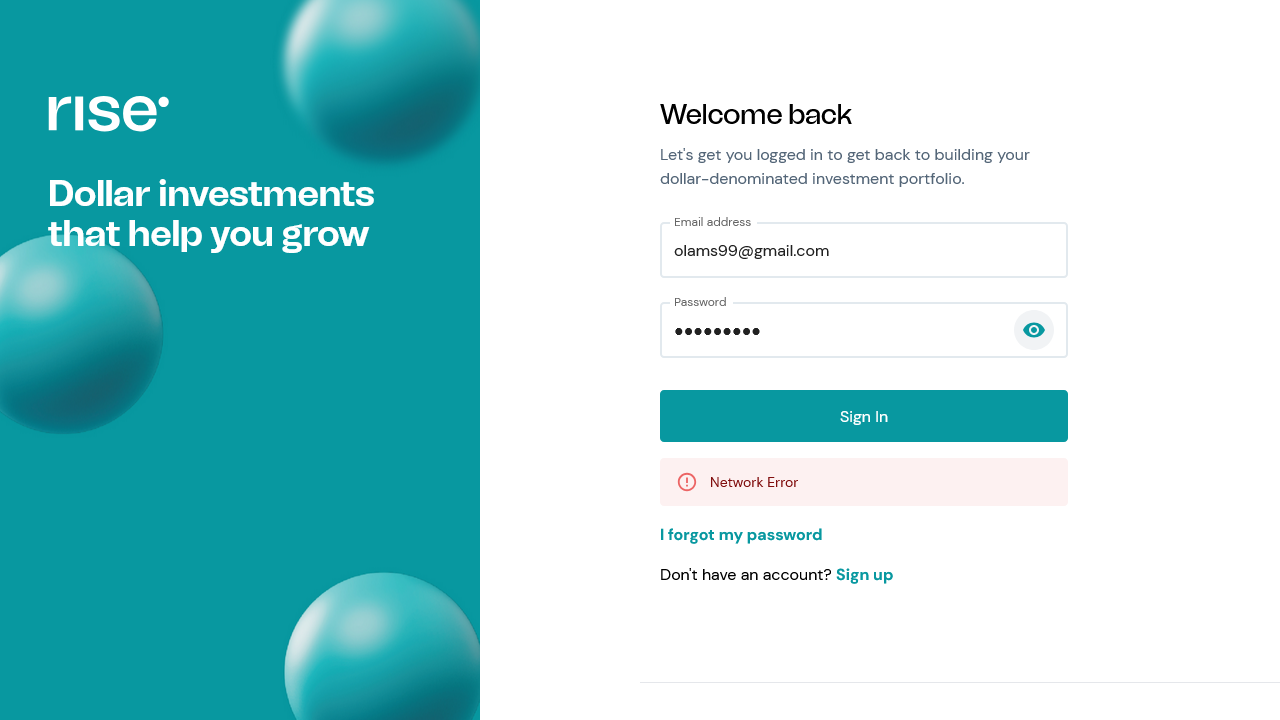 rise
Dollar investments
that help you grow
Welcome back
Let's get you logged in to get back to building your
dollar-denominated investment portfolio.
Email address
olams99@gmail.com
Password
•••••••••
Sign In
Network Error
I forgot my password
Don't have an account? Sign up